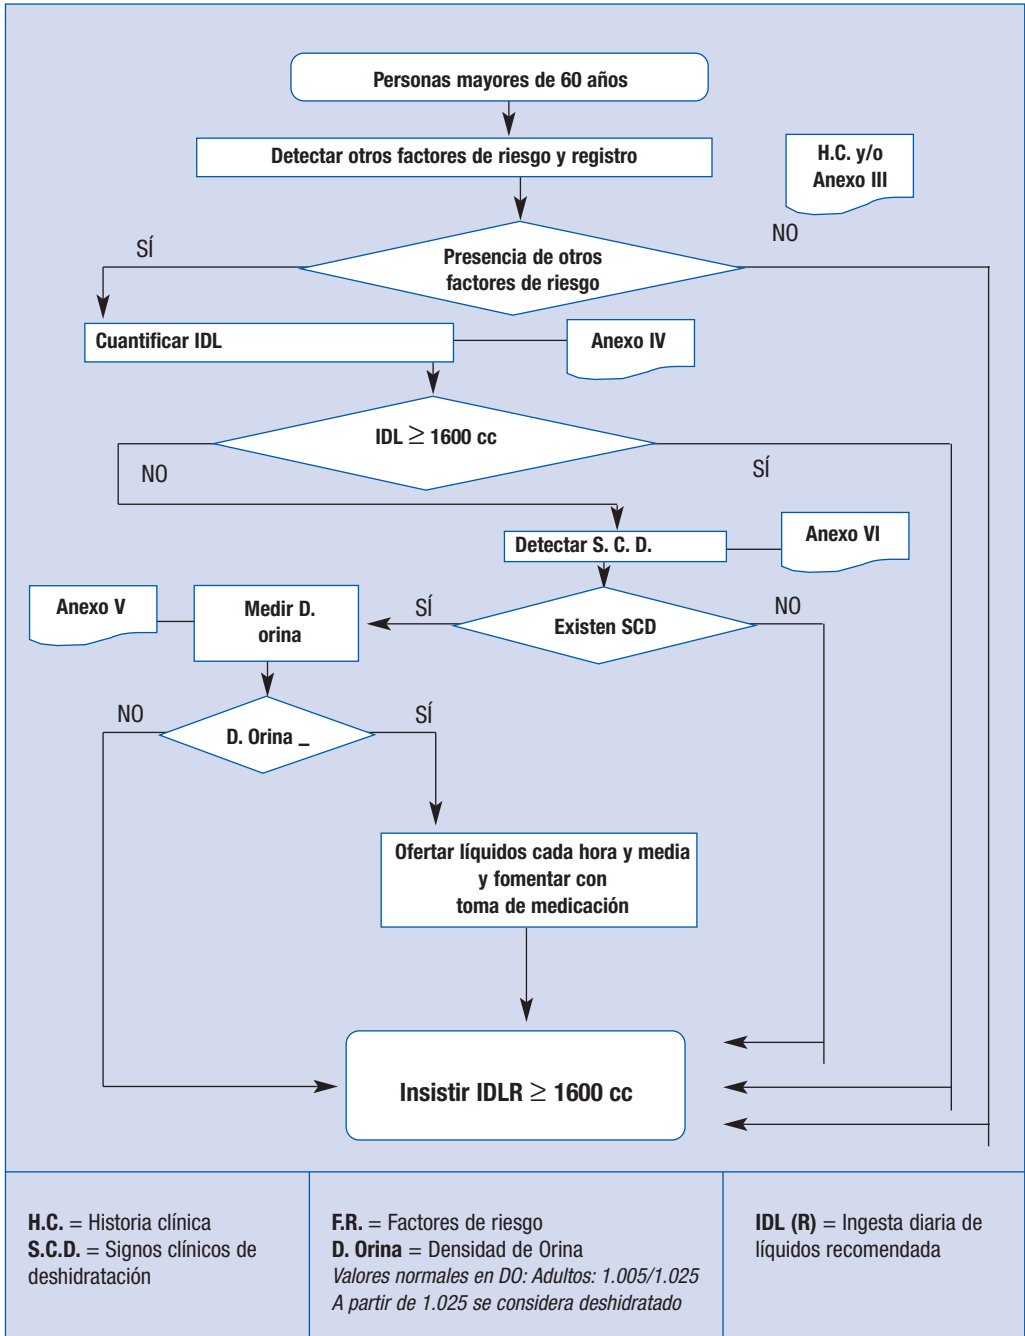 Personas mayores de 60 años
Detectar otros factores de riesgo y registro
H.C. y/o
Anexo III
NO
SÍ
Presencia de otros
factores de riesgo
Cuantificar IDL
Anexo IV
IDL ≥ 1600 cc
NO
SÍ
Detectar S. C. D.
Anexo VI
Anexo V
Medir D.
orina
SÍ
Existen SCD
NO
NO
D. Orina _
SÍ
Ofertar líquidos cada hora y media
y fomentar con
toma de medicación
Insistir IDLR ≥ 1600 cc
H.C. = Historia clínica
S.C.D. = Signos clínicos de
deshidratación
F.R. = Factores de riesgo
D. Orina = Densidad de Orina
Valores normales en DO: Adultos: 1.005/1.025
A partir de 1.025 se considera deshidratado
IDL (R) = Ingesta diaria de
líquidos recomendada